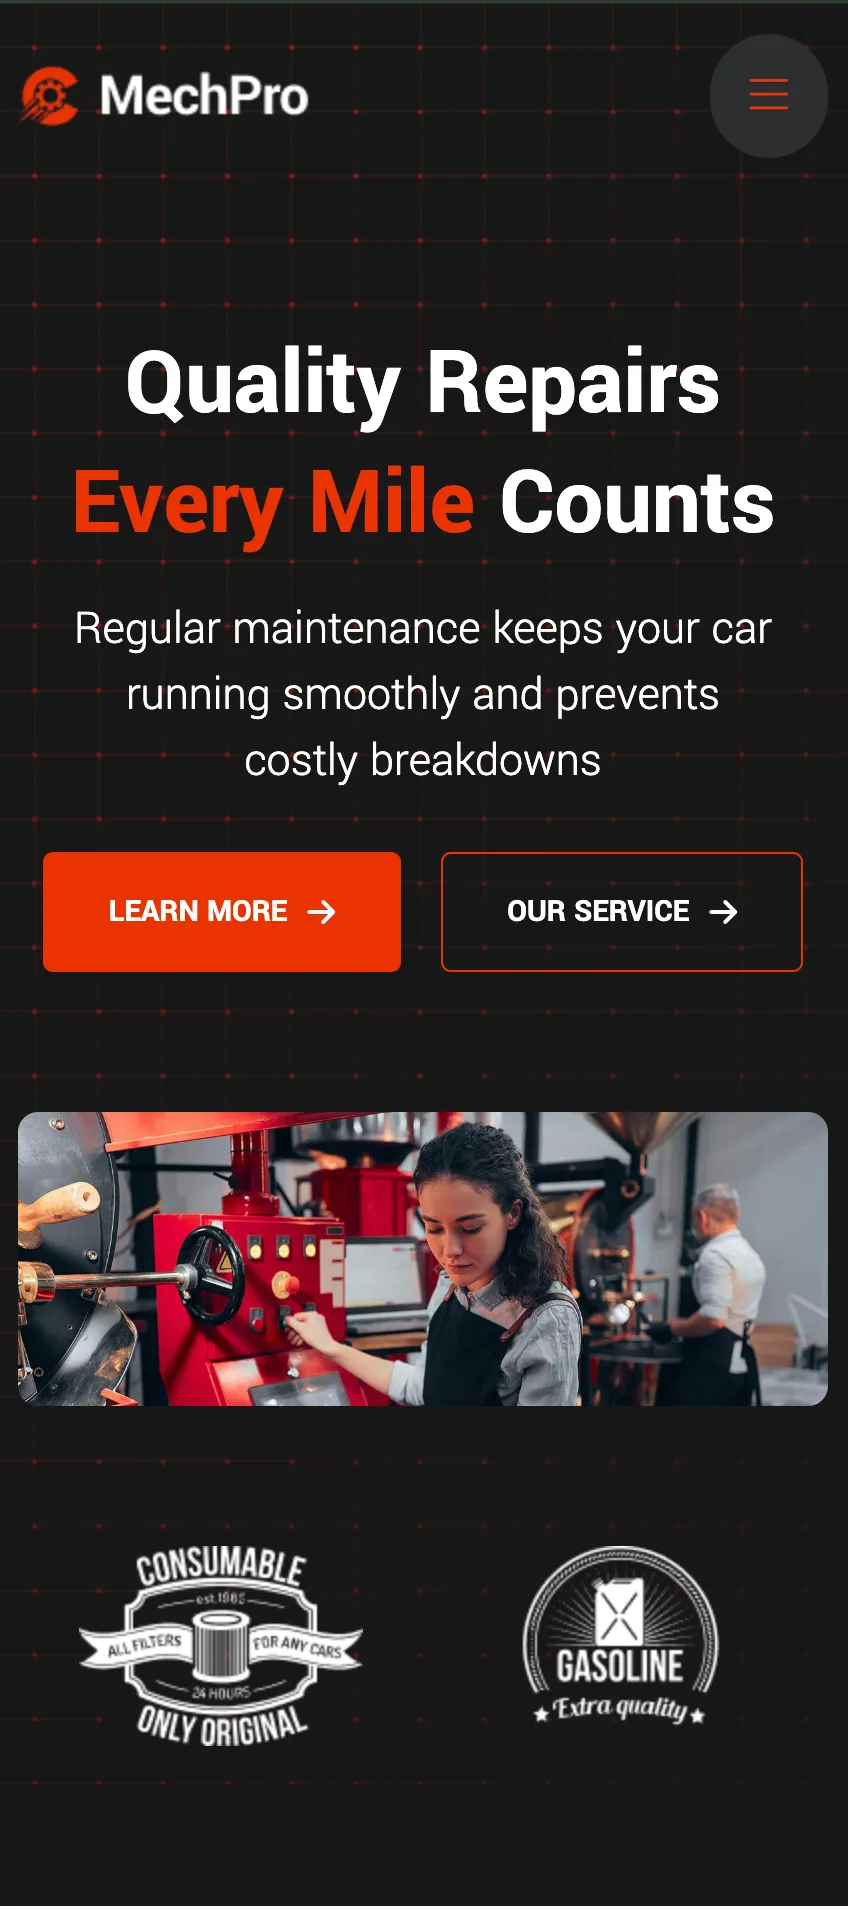 MechPro
Quality Repairs
Every Mile Counts
Regular maintenance keeps your car
running smoothly and prevents
costly breakdowns
LEARN MORE
OUR SERVICE
CONSUMABLE
est.1985
ALL FILTERS FOR ANY CARS
24 HOURS
ONLY ORIGINAL
GASOLINE
Extra quality